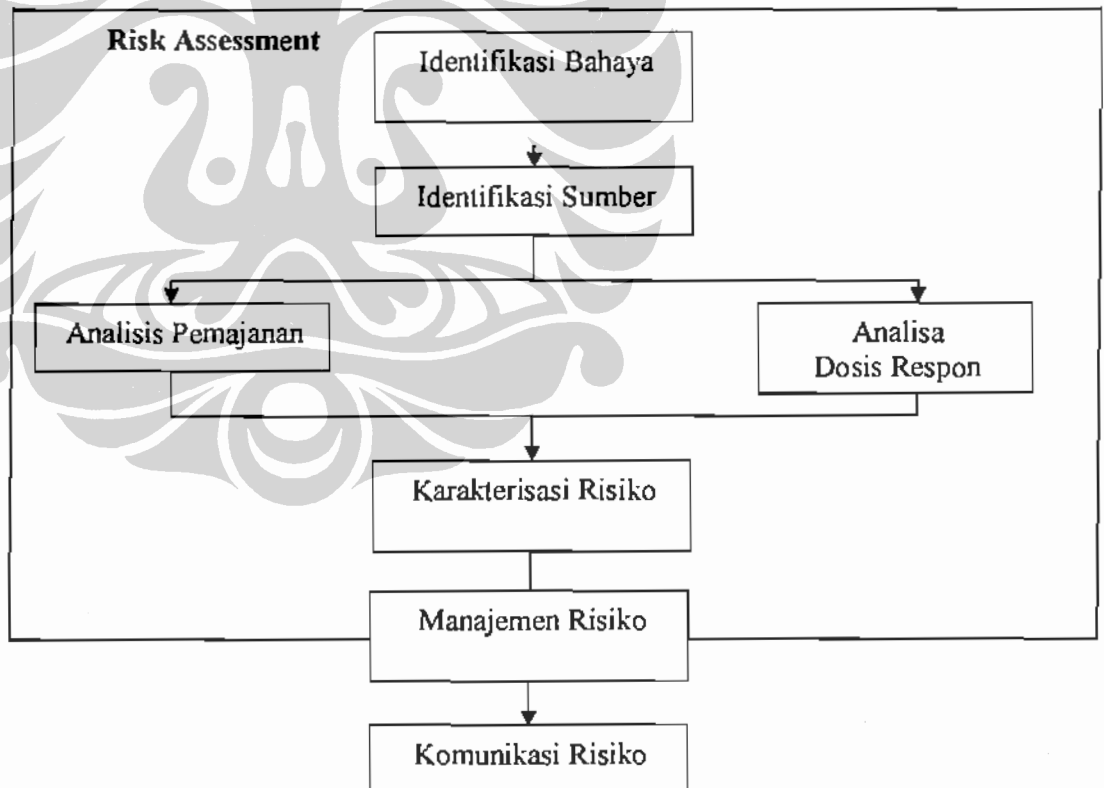 Risk Assessment
Identifikasi Bahaya
Identifikasi Sumber
Analisis Pemajanan
Analisa
Dosis Respon
Karakterisasi Risiko
Manajemen Risiko
Komunikasi Risiko